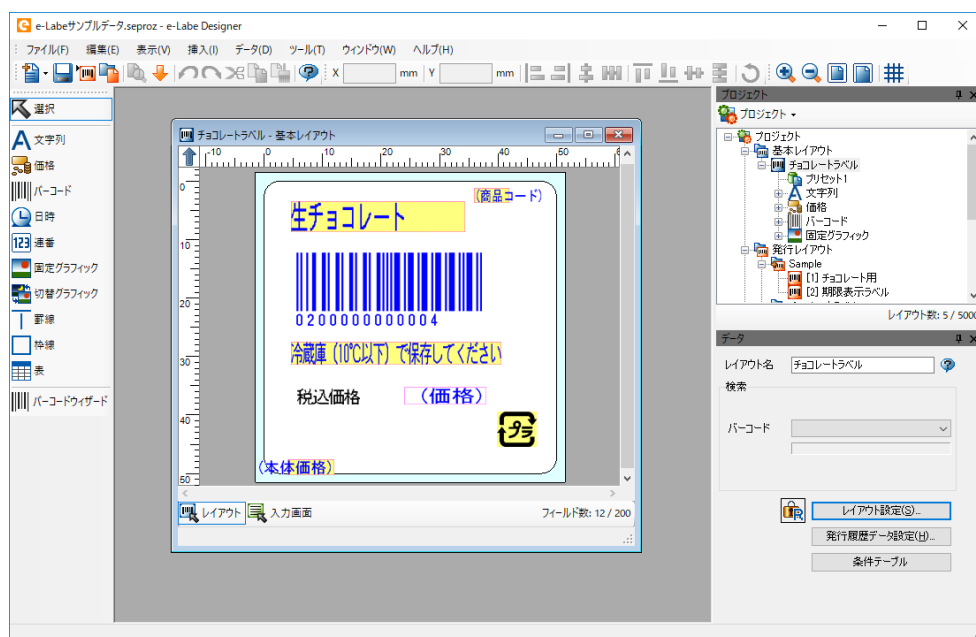 e-Labeサンプルデータ.seproz - e-Labe Designer
ファイル(F) 編集(E) 表示(V) 挿入(I) データ(D) ツール(T) ウィンドウ(W) ヘルプ(H)
X mm Y mm
選択
文字列
価格
バーコード
日時
123 連番
固定グラフィック
切替グラフィック
罫線
枠線
表
バーコードウィザード
チョコレートラベル - 基本レイアウト
-10 0 10 20 30 40 50 6
0
10
20
30
40
50
(商品コード)
生チョコレート
0200000000004
冷蔵庫（10℃以下）で保存してください
税込価格 (価格)
プラ
(本体価格)
レイアウト 入力画面 フィールド数: 12 / 200
プロジェクト
プロジェクト
プロジェクト
基本レイアウト
チョコレートラベル
プリセット1
文字列
価格
バーコード
固定グラフィック
発行レイアウト
Sample
[1] チョコレート用
[2] 期限表示ラベル
レイアウト数: 5 / 5000
データ
レイアウト名 チョコレートラベル
検索
バーコード
R
レイアウト設定(S)...
発行履歴データ設定(H)...
条件テーブル